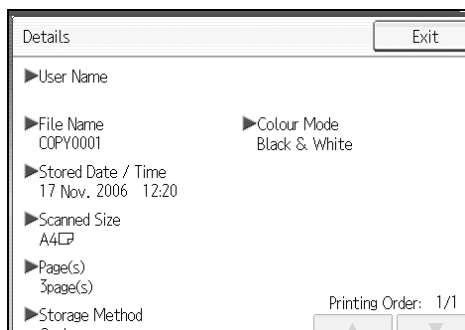 Details
Exit
▶User Name
▶File Name
COPY0001
▶Colour Mode
Black & White
▶Stored Date / Time
17 Nov. 2006 12:20
▶Scanned Size
A4
▶Page(s)
3page(s)
Printing Order: 1/1
▶Storage Method